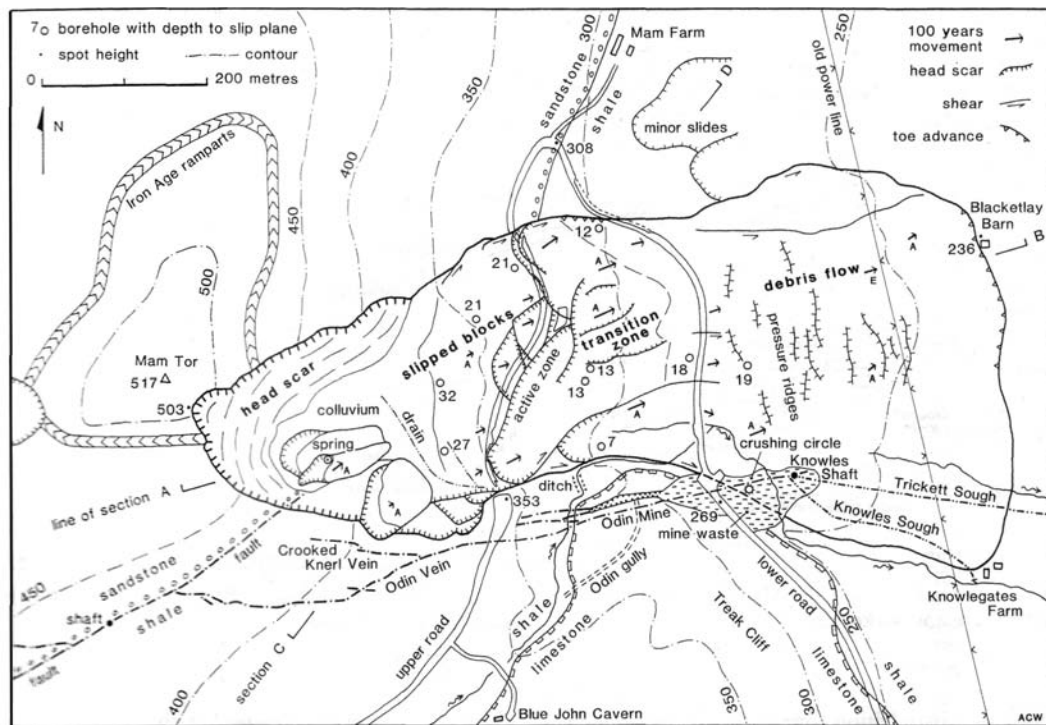 7 borehole with depth to slip plane
spot height
contour
0 200 metres
N
100 years
movement
head scar
shear
toe advance
300
250
350
400
450
500
Mam Farm
D
old power line
sandstone
shale
minor slides
308
Iron Age ramparts
Blacketlay
Barn
B
236
12
A
21
A
A
debris flow
E
21
slipped blocks
A
A
transition
zone
pressure ridges
Mam Tor
517
503
head scar
active zone
13
13
18
19
A
32
colluvium
drain
spring
A
27
A
7
A
crushing circle
Knowles
Shaft
line of section A
A
353
ditch
Odin Mine
269
mine waste
Trickett Sough
Knowles Sough
Crooked
Knerl Vein
Odin Vein
Odin gully
450
sandstone
fault
shale
shaft
fault
section C
upper road
shale
limestone
Treak Cliff
lower road
250
Knowlegates
Farm
400
350
300
limestone
shale
Blue John Cavern
ACW